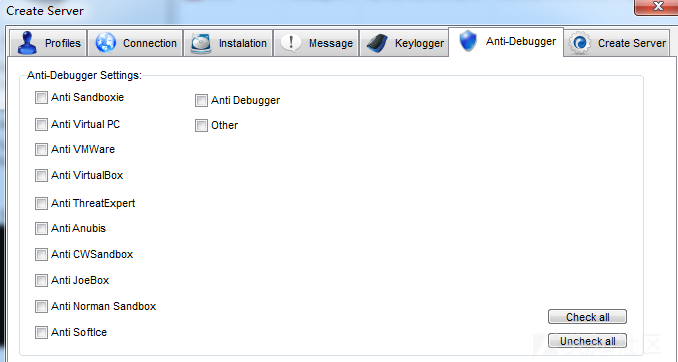 Create Server
Profiles Connection Instalation Message Keylogger Anti-Debugger Create Server
Anti-Debugger Settings:
Anti Sandboxie
Anti Virtual PC
Anti VMWare
Anti VirtualBox
Anti ThreatExpert
Anti Anubis
Anti CWSandbox
Anti JoeBox
Anti Norman Sandbox
Anti SoftIce
Anti Debugger
Other
Check all
Uncheck all